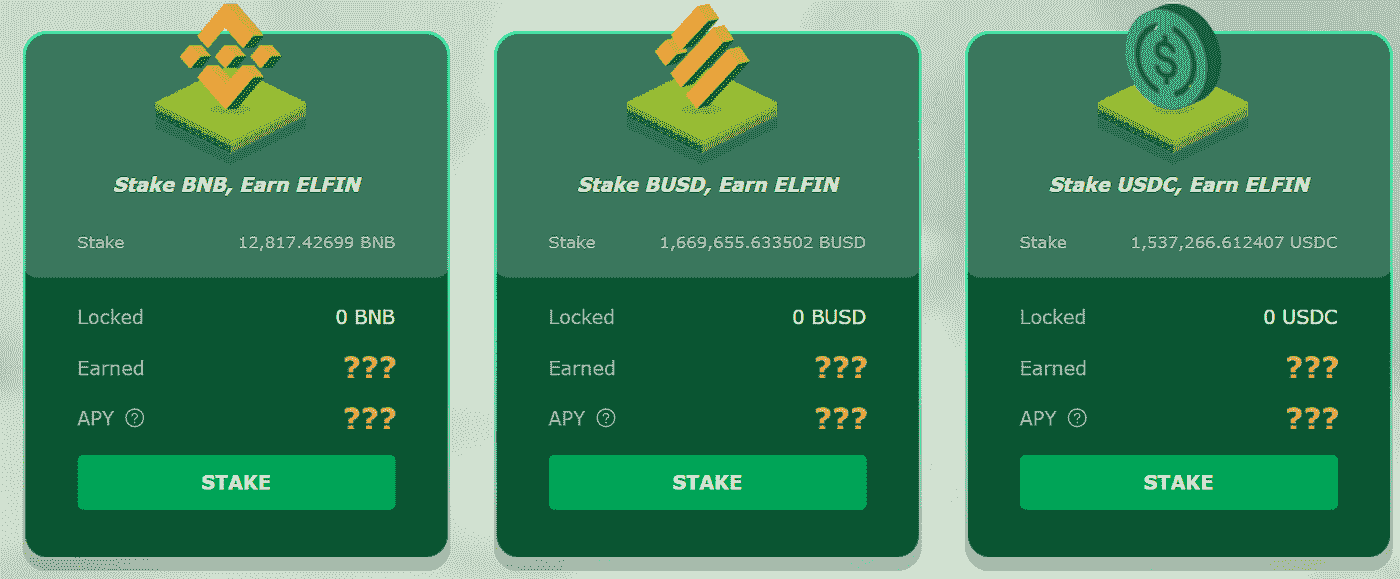 Stake BNB, Earn ELFIN
Stake 12,817.42699 BNB
Locked 0 BNB
Earned ???
APY ? ???
STAKE
Stake BUSD, Earn ELFIN
Stake 1,669,655.633502 BUSD
Locked 0 BUSD
Earned ???
APY ? ???
STAKE
Stake USDC, Earn ELFIN
Stake 1,537,266.612407 USDC
Locked 0 USDC
Earned ???
APY ? ???
STAKE